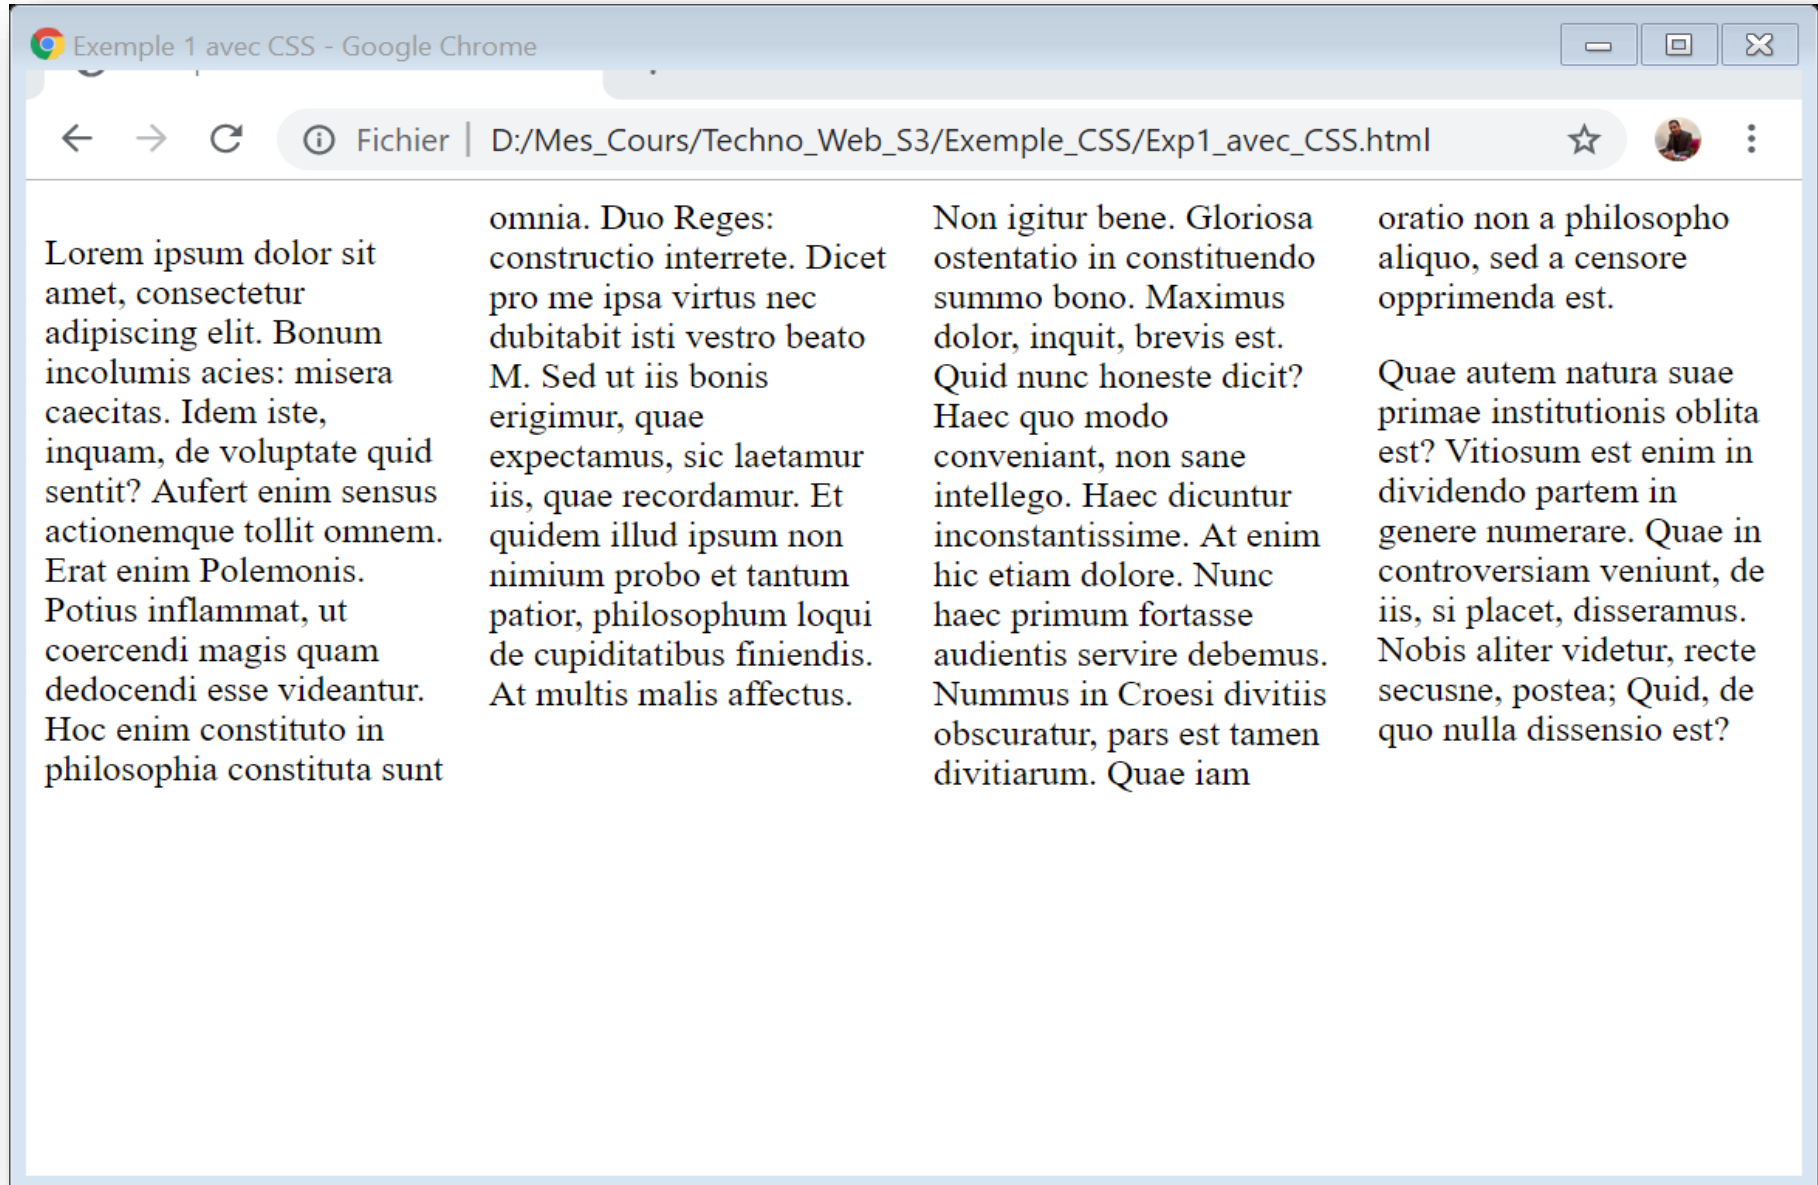 Exemple 1 avec CSS - Google Chrome
Fichier | D:/Mes_Cours/Techno_Web_S3/Exemple_CSS/Exp1_avec_CSS.html
Lorem ipsum dolor sit
amet, consectetur
adipiscing elit. Bonum
incolumis acies: misera
caecitas. Idem iste,
inquam, de voluptate quid
sentit? Aufert enim sensus
actionemque tollit omnem.
Erat enim Polemonis.
Potius inflammat, ut
coercendi magis quam
dedocendi esse videantur.
Hoc enim constituto in
philosophia constituta sunt
omnia. Duo Reges:
constructio interrete. Dicet
pro me ipsa virtus nec
dubitabit isti vestro beato
M. Sed ut iis bonis
erigimur, quae
expectamus, sic laetamur
iis, quae recordamur. Et
quidem illud ipsum non
nimium probo et tantum
patior, philosophum loqui
de cupiditatibus finiendis.
At multis malis affectus.
Non igitur bene. Gloriosa
ostentatio in constituendo
summo bono. Maximus
dolor, inquit, brevis est.
Quid nunc honeste dicit?
Haec quo modo
conveniant, non sane
intellego. Haec dicuntur
inconstantissime. At enim
hic etiam dolore. Nunc
haec primum fortasse
audientis servire debemus.
Nummus in Croesi divitiis
obscuratur, pars est tamen
divitiarum. Quae iam
oratio non a philosopho
aliquo, sed a censore
opprimenda est.
Quae autem natura suae
primae institutionis oblita
est? Vitiosum est enim in
dividendo partem in
genere numerare. Quae in
controversiam veniunt, de
iis, si placet, disseramus.
Nobis aliter videtur, recte
secusne, postea; Quid, de
quo nulla dissensio est?